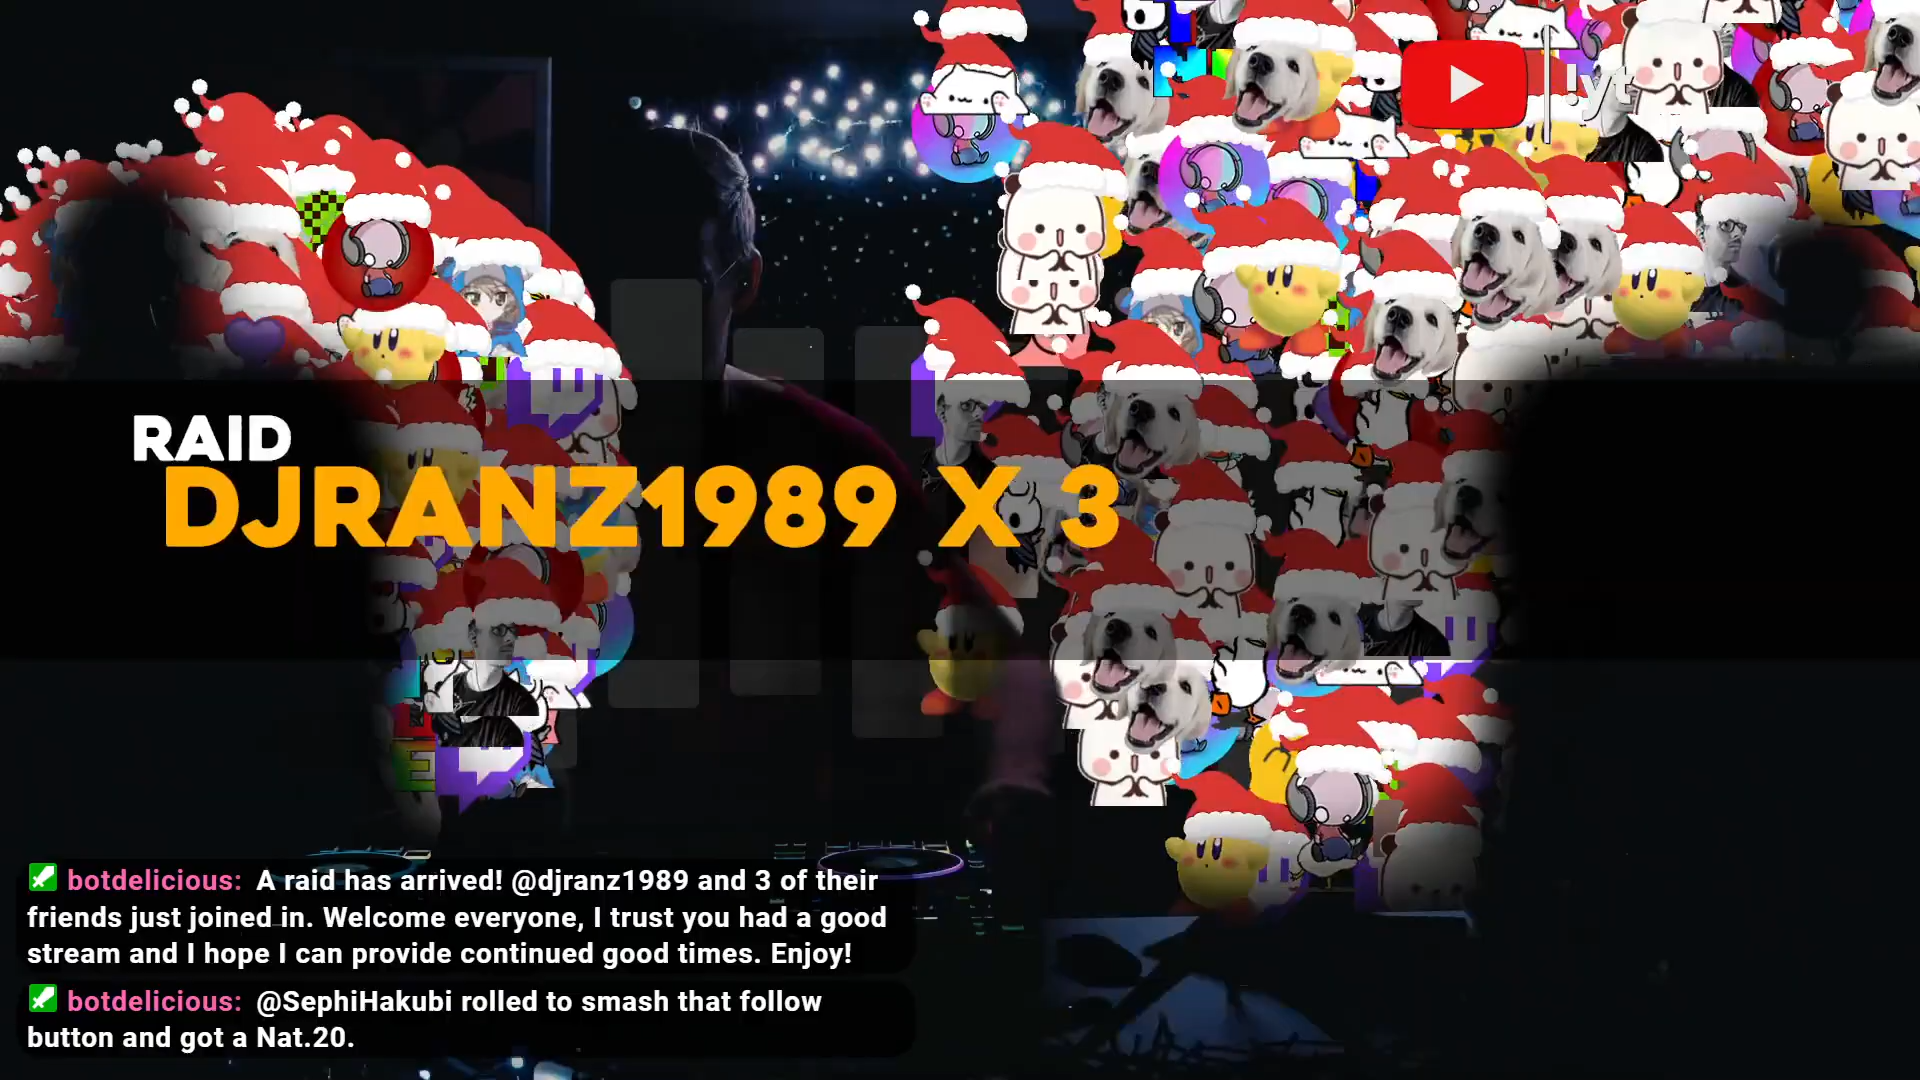 !yt
RAID
DJRANZ1989 X 3
botdelicious: A raid has arrived! @djranz1989 and 3 of their
friends just joined in. Welcome everyone, I trust you had a good
stream and I hope I can provide continued good times. Enjoy!
botdelicious: @SephiHakubi rolled to smash that follow
button and got a Nat.20.